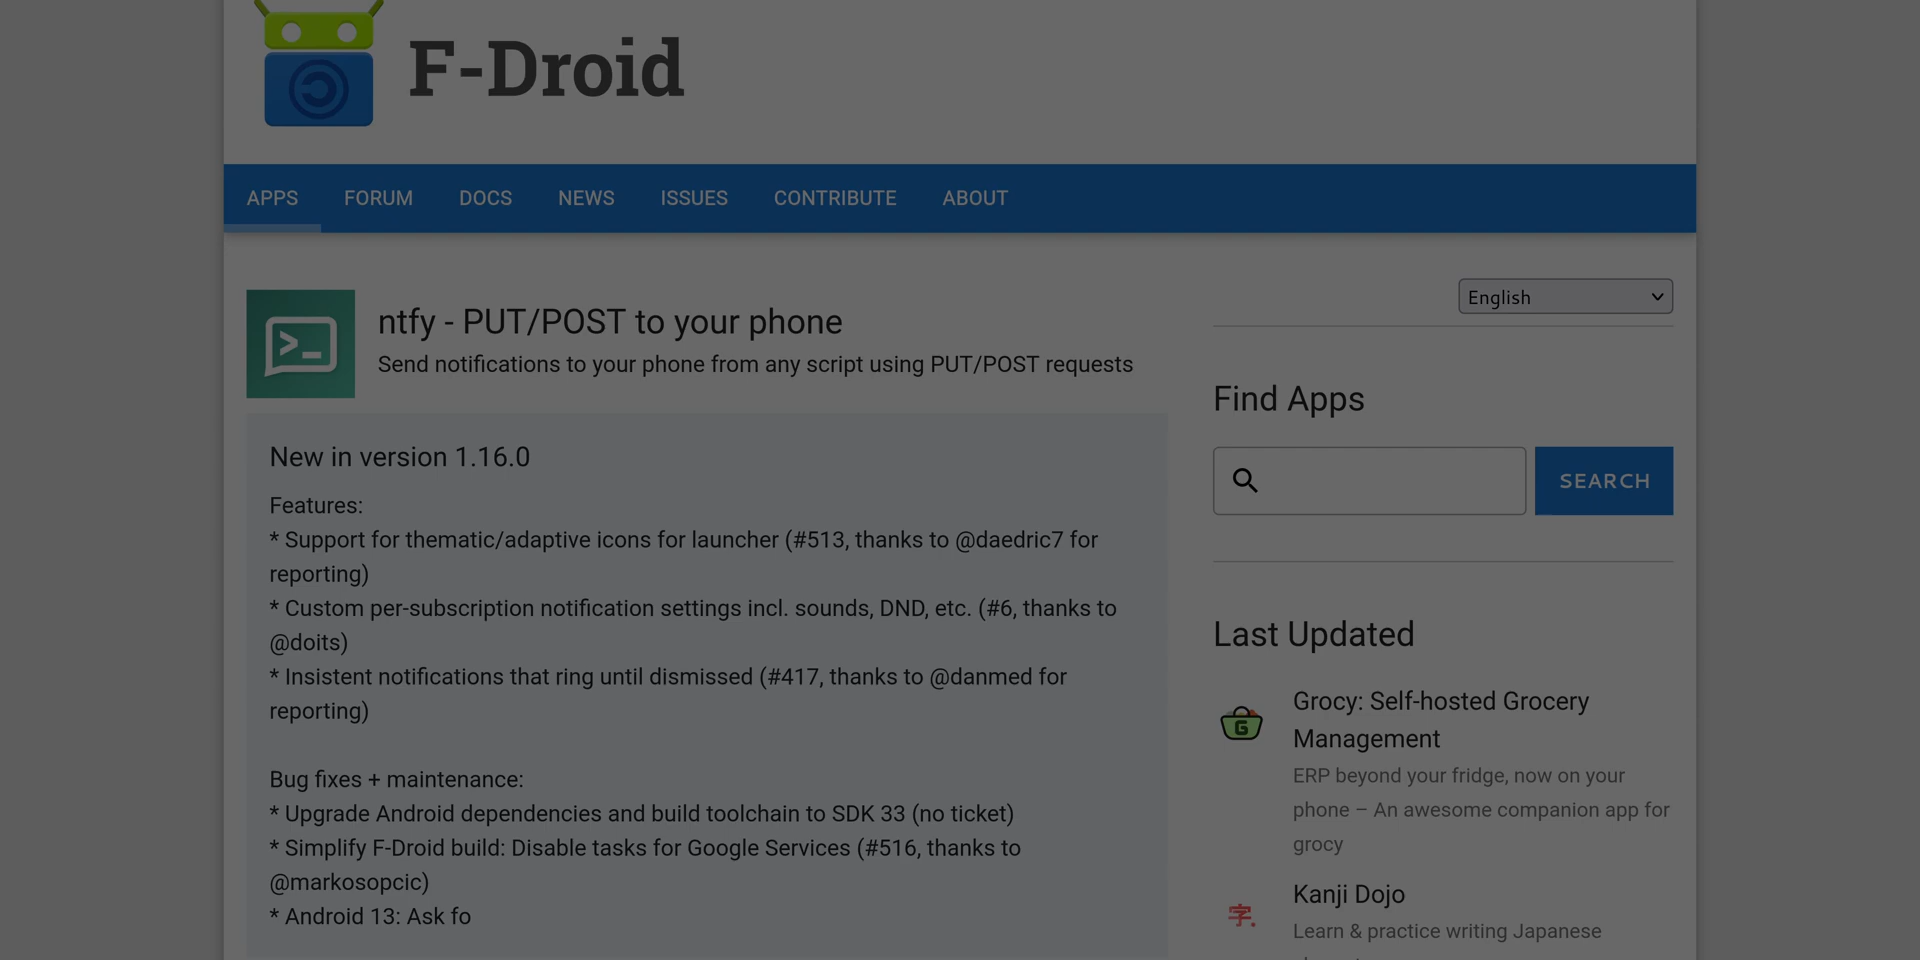 F-Droid
APPS FORUM DOCS NEWS ISSUES CONTRIBUTE ABOUT
ntfy - PUT/POST to your phone
Send notifications to your phone from any script using PUT/POST requests
New in version 1.16.0
Features:
* Support for thematic/adaptive icons for launcher (#513, thanks to @daedric7 for
reporting)
* Custom per-subscription notification settings incl. sounds, DND, etc. (#6, thanks to
@doits)
* Insistent notifications that ring until dismissed (#417, thanks to @danmed for
reporting)
Bug fixes + maintenance:
* Upgrade Android dependencies and build toolchain to SDK 33 (no ticket)
* Simplify F-Droid build: Disable tasks for Google Services (#516, thanks to
@markosopcic)
* Android 13: Ask fo
English
Find Apps
SEARCH
Last Updated
G
Grocy: Self-hosted Grocery
Management
ERP beyond your fridge, now on your
phone – An awesome companion app for
grocy
字.
Kanji Dojo
Learn & practice writing Japanese